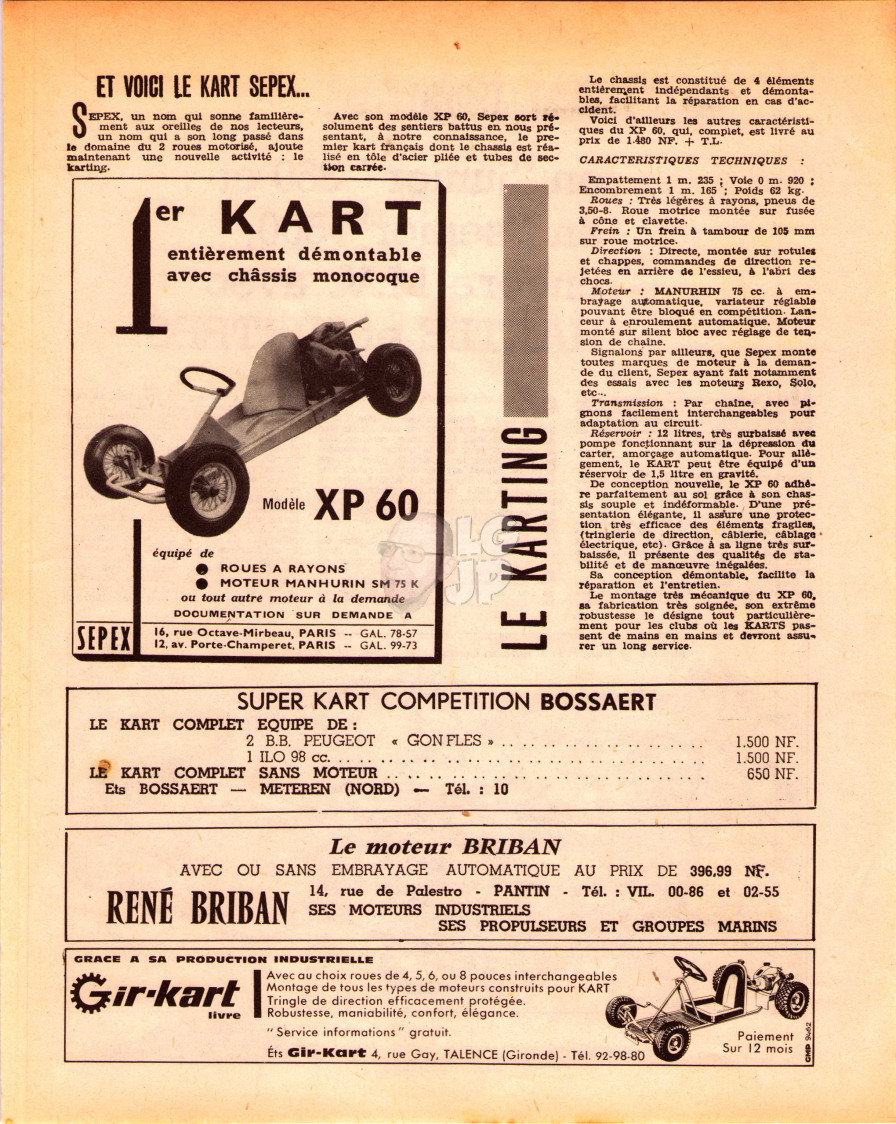 ET VOICI LE KART SEPEX...
SEPEX, un nom qui sonne familière-
ment aux oreilles de nos lecteurs,
un nom qui a son long passé dans
le domaine du 2 roues motorisé, ajoute
maintenant une nouvelle activité : le
karting.
Avec son modèle XP 60, Sepex sort ré-
solument des sentiers battus en nous pré-
sentant, à notre connaissance, le pre-
mier kart français dont le chassis est réa-
lisé en tôle d'acier pliée et tubes de sec-
tion carrée.
1er KART
entièrement démontable
avec châssis monocoque
Modèle XP 60
équipé de
ROUES A RAYONS
MOTEUR MANHURIN SM 75 K
ou tout autre moteur à la demande
DOCUMENTATION SUR DEMANDE A
SEPEX
16, rue Octave-Mirbeau, PARIS -- GAL. 78-57
12, av. Porte-Champeret, PARIS -- GAL. 99-73
LE KARTING
LG
JP
Le chassis est constitué de 4 éléments
entièrement indépendants et démonta-
bles, facilitant la réparation en cas d'ac-
cident.
Voici d'ailleurs les autres caractéristi-
ques du XP 60, qui, complet, est livré au
prix de 1.480 NF. + T.L.
CARACTERISTIQUES TECHNIQUES :
Empattement 1 m. 235 ; Voie 0 m. 920 ;
Encombrement 1 m. 165 ; Poids 62 kg.
Roues : Très légères à rayons, pneus de
3,50-8. Roue motrice montée sur fusée
à cône et clavette.
Frein : Un frein à tambour de 105 mm
sur roue motrice.
Direction : Directe, montée sur rotules
et chappes, commandes de direction re-
jetées en arrière de l'essieu, à l'abri des
chocs.
Moteur : MANURHIN 75 cc. à em-
brayage automatique, variateur réglable
pouvant être bloqué en compétition. Lan-
ceur à enroulement automatique. Moteur
monté sur silent bloc avec réglage de ten-
sion de chaîne.
Signalons par ailleurs, que Sepex monte
toutes marques de moteur à la deman-
de du client, Sepex ayant fait notamment
des essais avec les moteurs Rexo, Solo,
etc...
Transmission : Par chaîne, avec pi-
gnons facilement interchangeables pour
adaptation au circuit.
Réservoir : 12 litres, très surbaissé avec
pompe fonctionnant sur la dépression du
carter, amorçage automatique. Pour allè-
gement, le KART peut être équipé d'un
réservoir de 1,5 litre en gravité.
De conception nouvelle, le XP 60 adhè-
re parfaitement au sol grâce à son chas-
sis souple et indéformable. D'une pré-
sentation élégante, il assure une protec-
tion très efficace des éléments fragiles,
(tringlerie de direction, câblerie, câblage
électrique, etc). Grâce à sa ligne très sur-
baissée, il présente des qualités de sta-
bilité et de manœuvre inégalées.
Sa conception démontable, facilite la
réparation et l'entretien.
Le montage très mécanique du XP 60,
sa fabrication très soignée, son extrême
robustesse le désigne tout particulière-
ment pour les clubs où les KARTS pas-
sent de mains en mains et devront assu-
rer un long service.
SUPER KART COMPETITION BOSSAERT
LE KART COMPLET EQUIPE DE :
2 B.B. PEUGEOT « GONFLES » .................... 1.500 NF.
1 ILO 98 cc. .................... 1.500 NF.
LE KART COMPLET SANS MOTEUR .................... 650 NF.
Ets BOSSAERT — METEREN (NORD) — Tél. : 10
Le moteur BRIBAN
AVEC OU SANS EMBRAYAGE AUTOMATIQUE AU PRIX DE 396,99 NF.
RENÉ BRIBAN
14, rue de Palestro - PANTIN - Tél. : VIL. 00-86 et 02-55
SES MOTEURS INDUSTRIELS
SES PROPULSEURS ET GROUPES MARINS
GRACE A SA PRODUCTION INDUSTRIELLE
Gir-kart
livre
Avec au choix roues de 4, 5, 6, ou 8 pouces interchangeables
Montage de tous les types de moteurs construits pour KART
Tringle de direction efficacement protégée.
Robustesse, maniabilité, confort, élégance.
" Service informations " gratuit.
Éts Gir-Kart 4, rue Gay, TALENCE (Gironde) - Tél. 92-98-80
Paiement
Sur 12 mois
GMP 9462